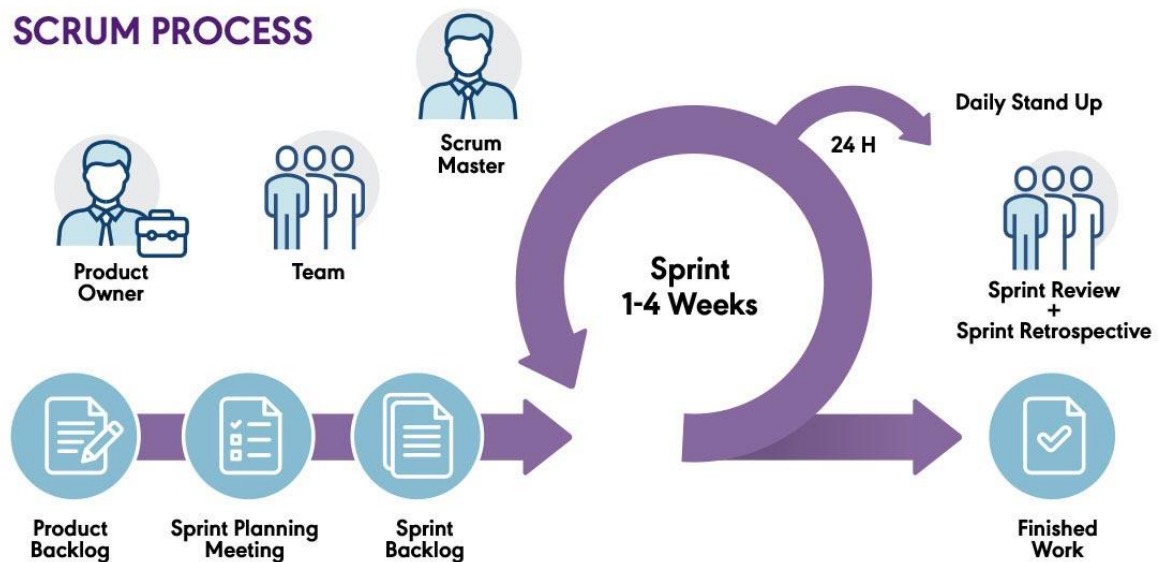 SCRUM PROCESS
Scrum
Master
Product
Owner
Team
24 H
Daily Stand Up
Sprint
1-4 Weeks
Sprint Review
+
Sprint Retrospective
Product
Backlog
Sprint Planning
Meeting
Sprint
Backlog
Finished
Work